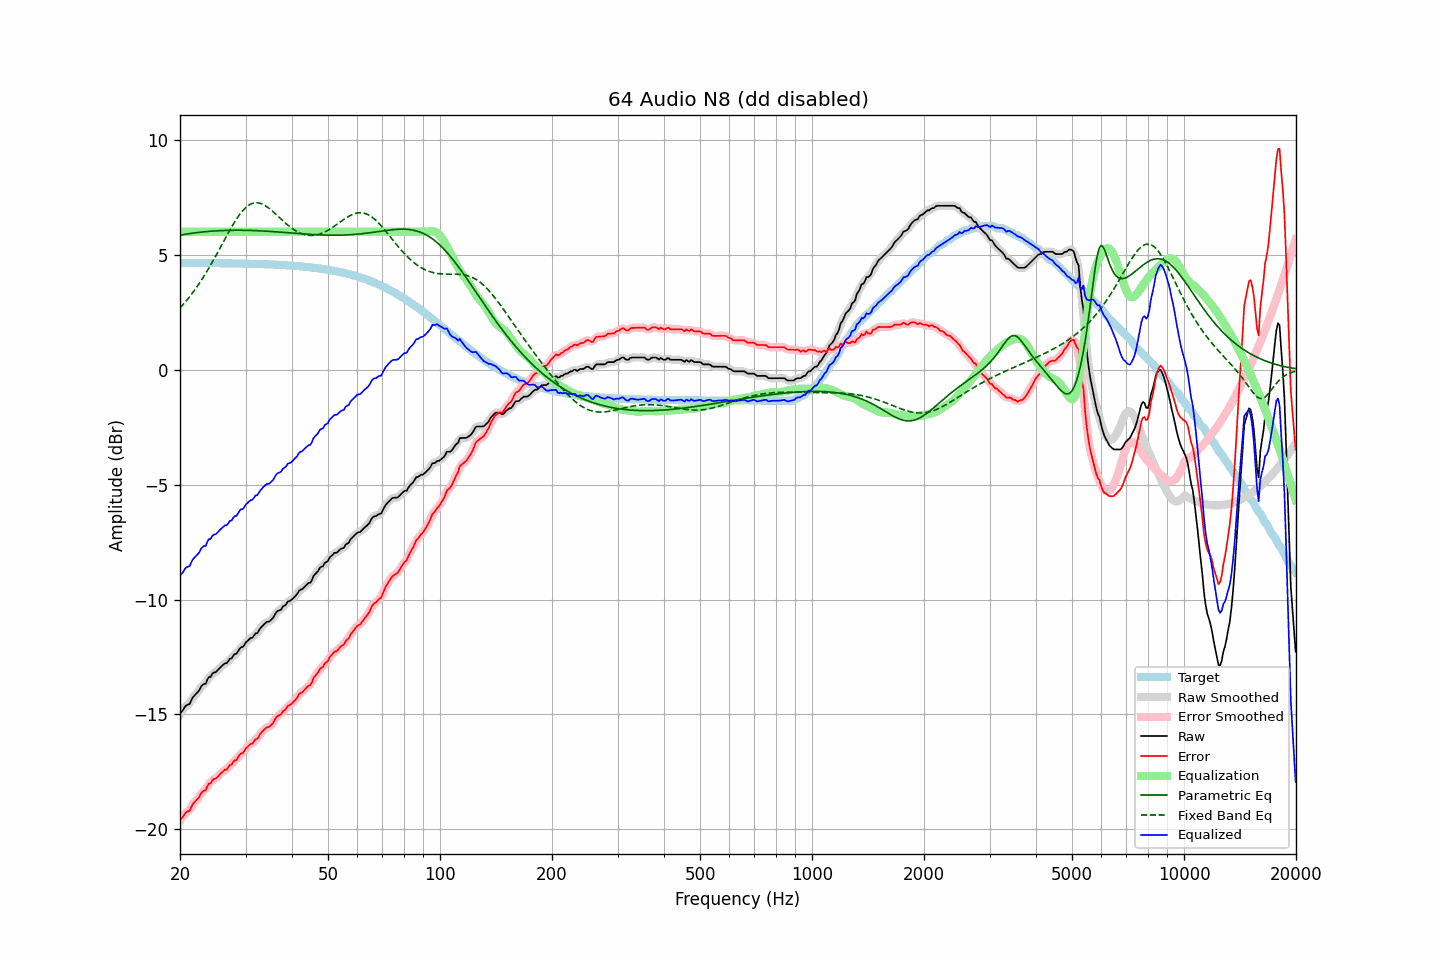 64 Audio N8 (dd disabled)
10
5
0
−5
−10
−15
−20
Amplitude (dBr)
20
50
100
200
500
1000
2000
5000
10000
20000
Frequency (Hz)
Target
Raw Smoothed
Error Smoothed
Raw
Error
Equalization
Parametric Eq
Fixed Band Eq
Equalized